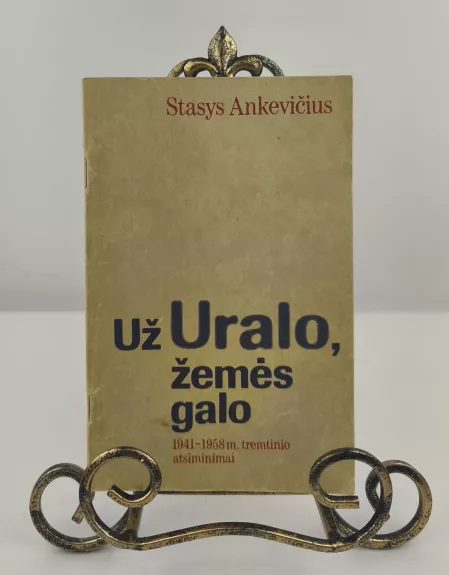 Stasys Ankevičius
Už Uralo,
žemės
galo
1941–1958 m. tremtinio
atsiminimai